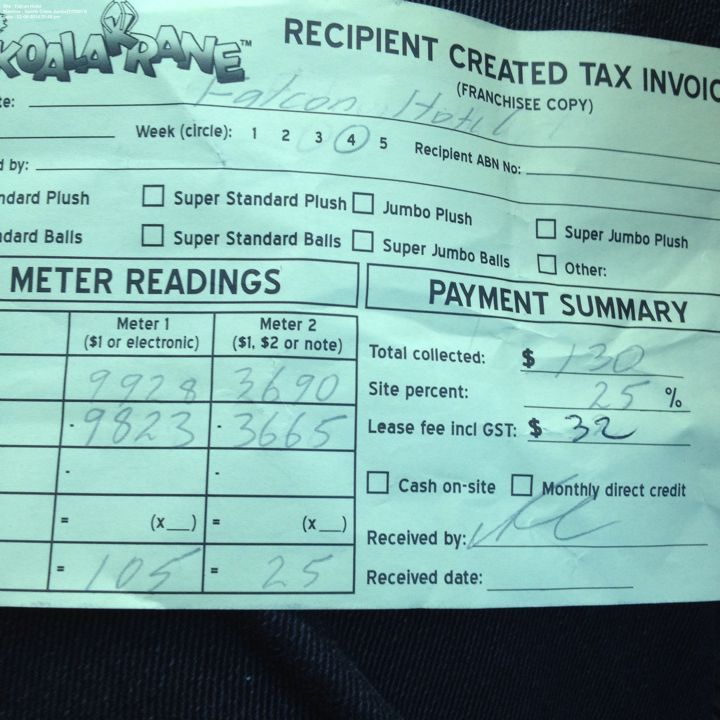 KOALA KRANE™
RECIPIENT CREATED TAX INVOIC
(FRANCHISEE COPY)
te: Falcon Hotel
Week (circle): 1 2 3 4 5 Recipient ABN No:
d by:
ndard Plush Super Standard Plush Jumbo Plush Super Jumbo Plush
ndard Balls Super Standard Balls Super Jumbo Balls Other:
METER READINGS
Meter 1 Meter 2
($1 or electronic) ($1, $2 or note)
9928 3690
- 9823 - 3665
- -
= (x__) = (x__)
= 105 = 25
PAYMENT SUMMARY
Total collected: $ 130
Site percent: 25 %
Lease fee incl GST: $ 32
Cash on-site Monthly direct credit
Received by:
Received date: